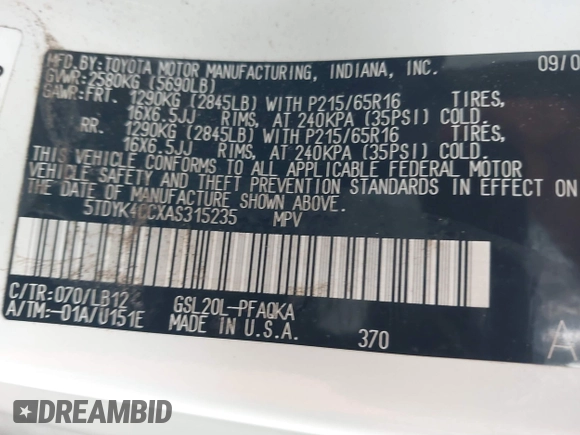 MFD.BY:TOYOTA MOTOR MANUFACTURING, INDIANA, INC. 09/0
GVWR:2580KG (5690LB)
GAWR:FRT. 1290KG (2845LB) WITH P215/65R16 TIRES,
16X6.5JJ RIMS, AT 240KPA (35PSI) COLD.
RR. 1290KG (2845LB) WITH P215/65R16 TIRES,
16X6.5JJ RIMS, AT 240KPA (35PSI) COLD.
THIS VEHICLE CONFORMS TO ALL APPLICABLE FEDERAL MOTOR
VEHICLE SAFETY AND THEFT PREVENTION STANDARDS IN EFFECT ON
THE DATE OF MANUFACTURE SHOWN ABOVE.
5TDYK4CCXAS315235 MPV
C/TR:070/LB12 GSL20L-PFAQKA
A/TM:-01A/U151E MADE IN U.S.A. 370 A
DREAMBID